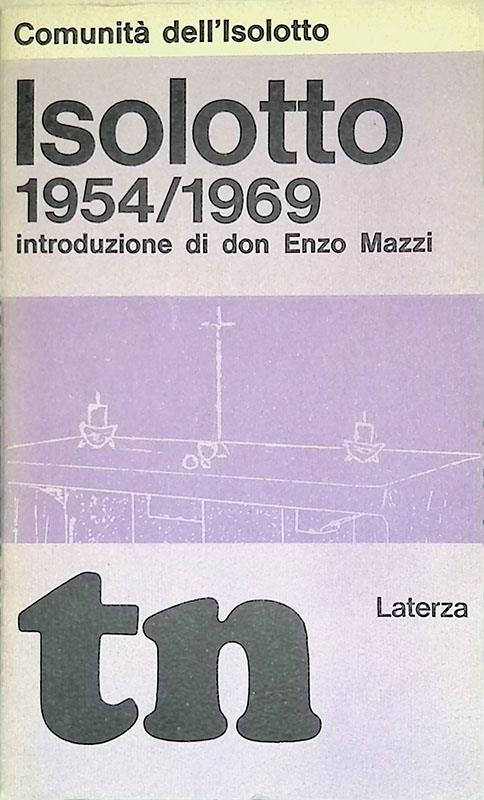 Comunità dell'Isolotto
Isolotto
1954/1969
introduzione di don Enzo Mazzi
tn
Laterza